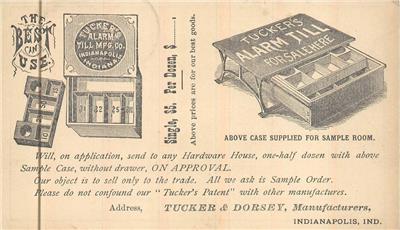 THE
BEST
IN
USE.
TUCKER
ALARM
TILL MFG. CO.
INDIANAPOLIS
INDIANA.
Single, $5. Per Dozen, $
Above prices are for our best goods.
TUCKER'S
ALARM TILL
FOR SALE HERE
ABOVE CASE SUPPLIED FOR SAMPLE ROOM.
Will, on application, send to any Hardware House, one-half dozen with above
Sample Case, without drawer, ON APPROVAL.
Our object is to sell only to the trade. All we ask is Sample Order.
Please do not confound our "Tucker's Patent" with other manufactures.
Address, TUCKER & DORSEY, Manufacturers,
INDIANAPOLIS, IND.